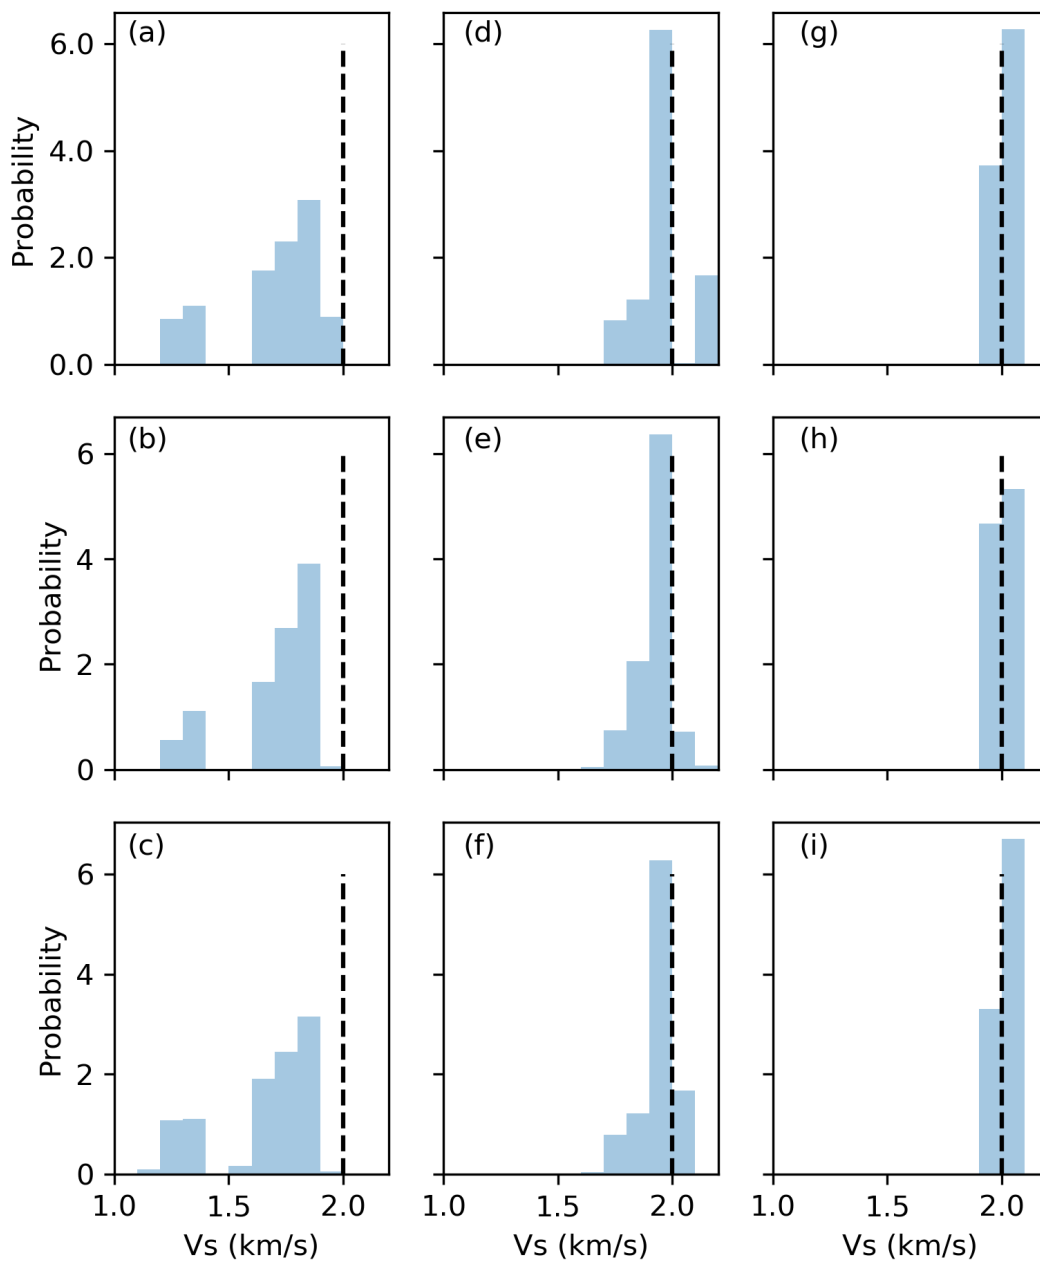 (a)
(d)
(g)
6.0
4.0
2.0
0.0
Probability
(b)
(e)
(h)
6
4
2
0
Probability
(c)
(f)
(i)
6
4
2
0
Probability
1.0 1.5 2.0 1.0 1.5 2.0 1.0 1.5 2.0
Vs (km/s) Vs (km/s) Vs (km/s)